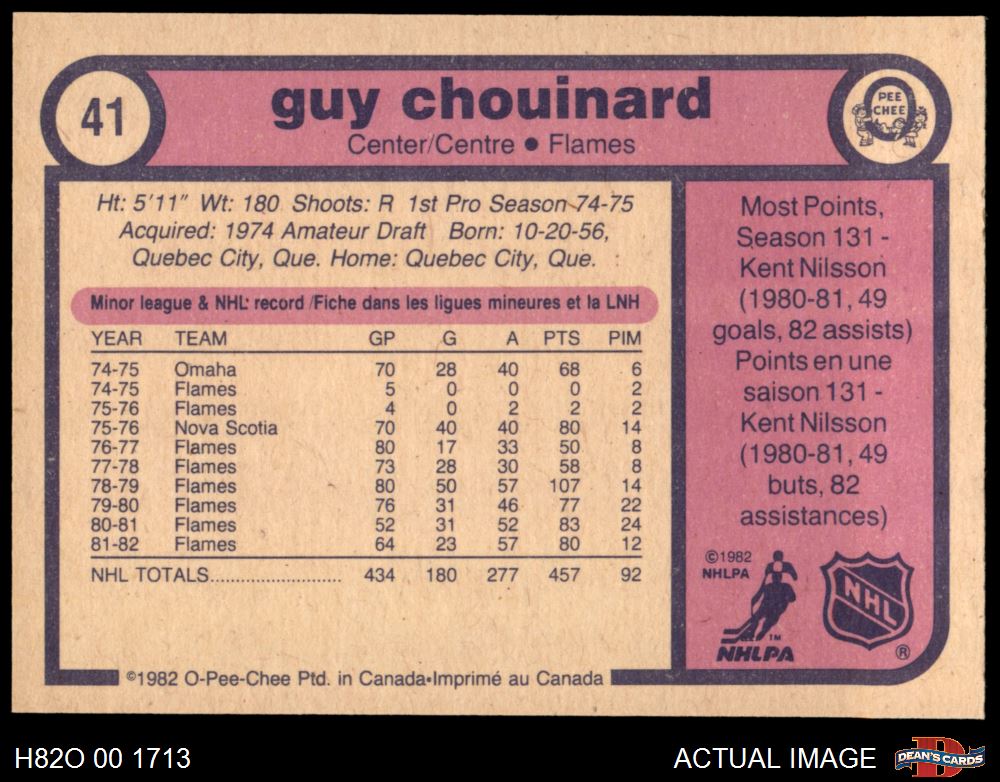 41
guy chouinard
Center/Centre • Flames
PEE
CHEE
Ht: 5'11" Wt: 180 Shoots: R 1st Pro Season 74-75
Acquired: 1974 Amateur Draft Born: 10-20-56,
Quebec City, Que. Home: Quebec City, Que.
Minor league & NHL record /Fiche dans les ligues mineures et la LNH
YEAR TEAM GP G A PTS PIM
74-75 Omaha 70 28 40 68 6
74-75 Flames 5 0 0 0 2
75-76 Flames 4 0 2 2 2
75-76 Nova Scotia 70 40 40 80 14
76-77 Flames 80 17 33 50 8
77-78 Flames 73 28 30 58 8
78-79 Flames 80 50 57 107 14
79-80 Flames 76 31 46 77 22
80-81 Flames 52 31 52 83 24
81-82 Flames 64 23 57 80 12
NHL TOTALS........................ 434 180 277 457 92
©1982 O-Pee-Chee Ptd. in Canada•Imprimé au Canada
Most Points,
Season 131 -
Kent Nilsson
(1980-81, 49
goals, 82 assists)
Points en une
saison 131 -
Kent Nilsson
(1980-81, 49
buts, 82
assistances)
©1982
NHLPA
TM
NHLPA
NHL
®
H82O 00 1713
ACTUAL IMAGE
D
DEAN'S CARDS